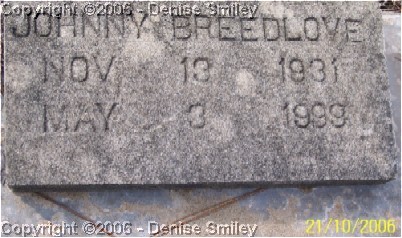 Copyright ©2006 - Denise Smiley
JOHNNY BREEDLOVE
NOV 13 1931
MAY 3 1999
Copyright ©2006 - Denise Smiley
21/10/2006